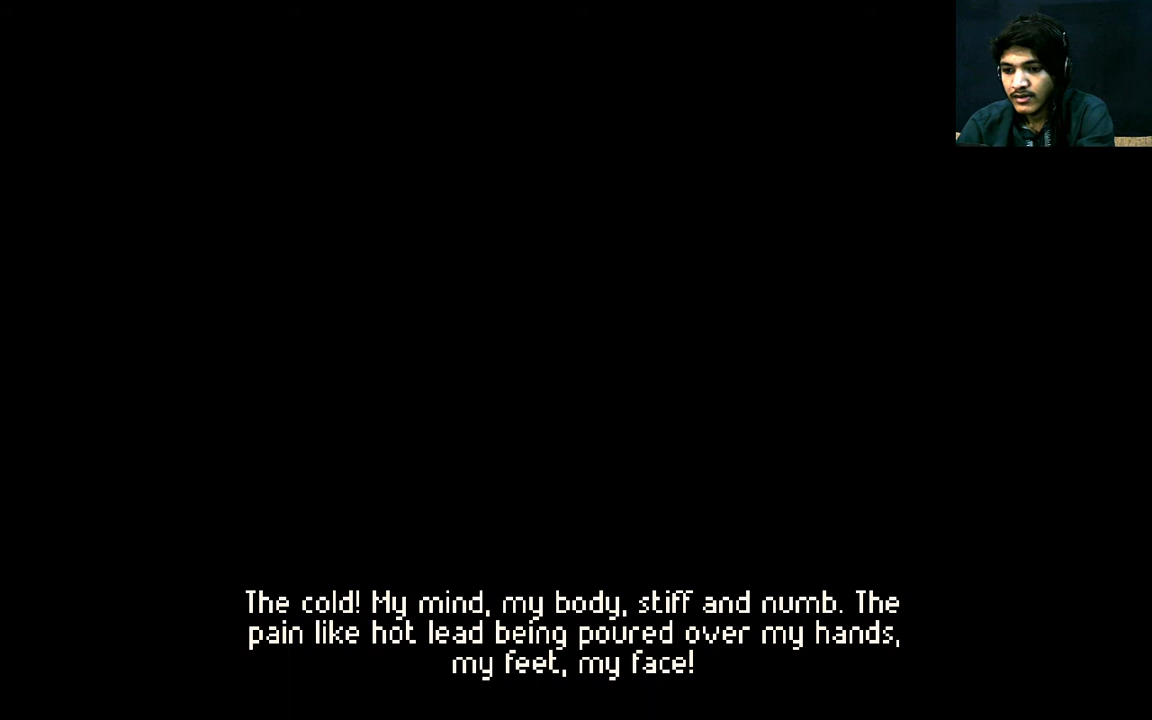 The cold! My mind, my body, stiff and numb. The
pain like hot lead being poured over my hands,
my feet, my face!